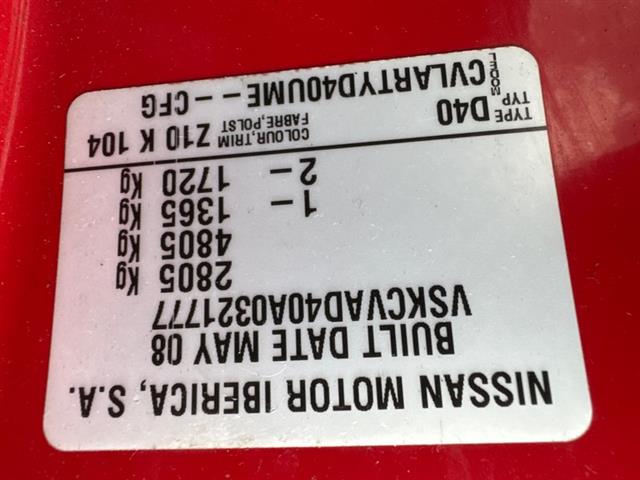 NISSAN MOTOR IBERICA, S.A.
BUILT DATE MAY 08
VSKCVAD40A0321777
2805 Kg
4805 Kg
1- 1365 Kg
2- 1720 Kg
TYPE TYP D40 COLOUR,TRIM FABRE,POLST Z10 K 104
MODEL CVLARTYD40UME - CFG